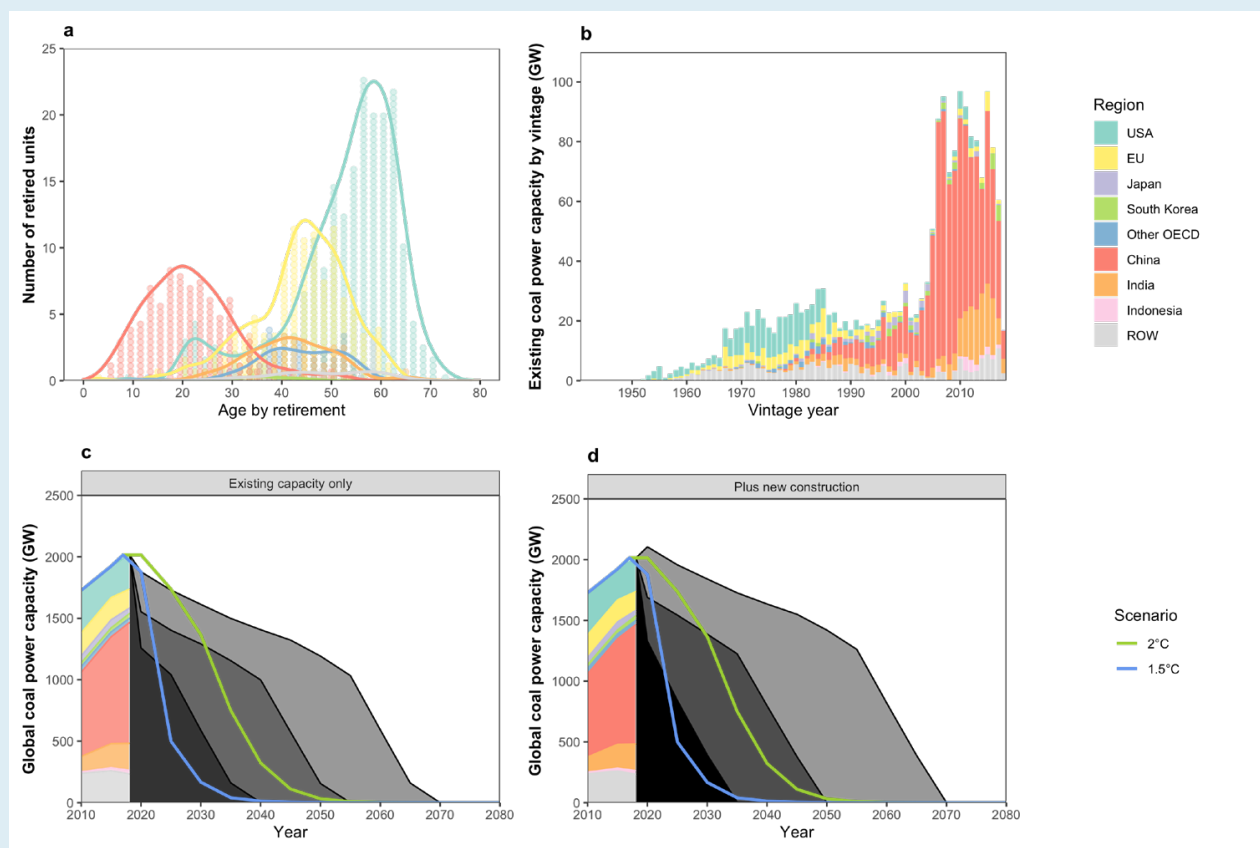 a
25
20
15
10
5
0
Number of retired units
0 10 20 30 40 50 60 70 80
Age by retirement
b
100
80
60
40
20
0
Existing coal power capacity by vintage (GW)
1950 1960 1970 1980 1990 2000 2010
Vintage year
Region
USA
EU
Japan
South Korea
Other OECD
China
India
Indonesia
ROW
c
Existing capacity only
2500
2000
1500
1000
500
0
Global coal power capacity (GW)
2010 2020 2030 2040 2050 2060 2070 2080
Year
d
Plus new construction
2500
2000
1500
1000
500
0
Global coal power capacity (GW)
2010 2020 2030 2040 2050 2060 2070 2080
Year
Scenario
2°C
1.5°C